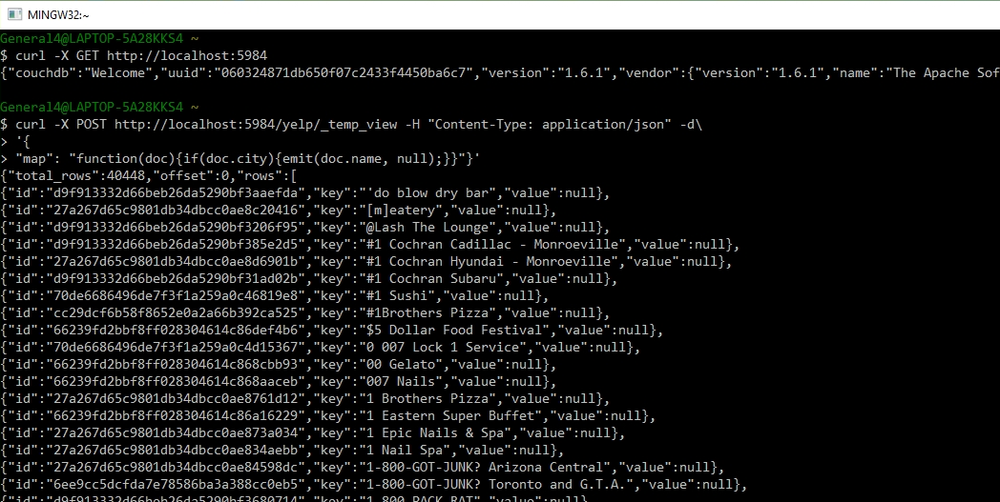 MINGW32:~
General4@LAPTOP-5A28KKS4 ~
$ curl -X GET http://localhost:5984
{"couchdb":"Welcome","uuid":"060324871db650f07c2433f4450ba6c7","version":"1.6.1","vendor":{"version":"1.6.1","name":"The Apache Sof
General4@LAPTOP-5A28KKS4 ~
$ curl -X POST http://localhost:5984/yelp/_temp_view -H "Content-Type: application/json" -d\
> '{
> "map": "function(doc){if(doc.city){emit(doc.name, null);}}"}'
{"total_rows":40448,"offset":0,"rows":[
{"id":"d9f913332d66beb26da5290bf3aaefda","key":"'do blow dry bar","value":null},
{"id":"27a267d65c9801db34dbcc0ae8c20416","key":"[m]eatery","value":null},
{"id":"d9f913332d66beb26da5290bf3206f95","key":"@Lash The Lounge","value":null},
{"id":"d9f913332d66beb26da5290bf385e2d5","key":"#1 Cochran Cadillac - Monroeville","value":null},
{"id":"27a267d65c9801db34dbcc0ae8d6901b","key":"#1 Cochran Hyundai - Monroeville","value":null},
{"id":"d9f913332d66beb26da5290bf31ad02b","key":"#1 Cochran Subaru","value":null},
{"id":"70de6686496de7f3f1a259a0c46819e8","key":"#1 Sushi","value":null},
{"id":"cc29dcf6b58f8652e0a2a66b392ca525","key":"#1Brothers Pizza","value":null},
{"id":"66239fd2bbf8ff028304614c86def4b6","key":"$5 Dollar Food Festival","value":null},
{"id":"70de6686496de7f3f1a259a0c4d15367","key":"0 007 Lock 1 Service","value":null},
{"id":"66239fd2bbf8ff028304614c868cbb93","key":"00 Gelato","value":null},
{"id":"66239fd2bbf8ff028304614c868aaceb","key":"007 Nails","value":null},
{"id":"27a267d65c9801db34dbcc0ae8761d12","key":"1 Brothers Pizza","value":null},
{"id":"66239fd2bbf8ff028304614c86a16229","key":"1 Eastern Super Buffet","value":null},
{"id":"27a267d65c9801db34dbcc0ae873a034","key":"1 Epic Nails & Spa","value":null},
{"id":"27a267d65c9801db34dbcc0ae834aebb","key":"1 Nail Spa","value":null},
{"id":"27a267d65c9801db34dbcc0ae84598dc","key":"1-800-GOT-JUNK? Arizona Central","value":null},
{"id":"6ee9cc5dcfda7e78586ba3a388cc0eb5","key":"1-800-GOT-JUNK? Toronto and G.T.A.","value":null},
{"id":"d9f913332d66beb26da5290bf3680714","key":"1-800-PACK-RAT","value":null}